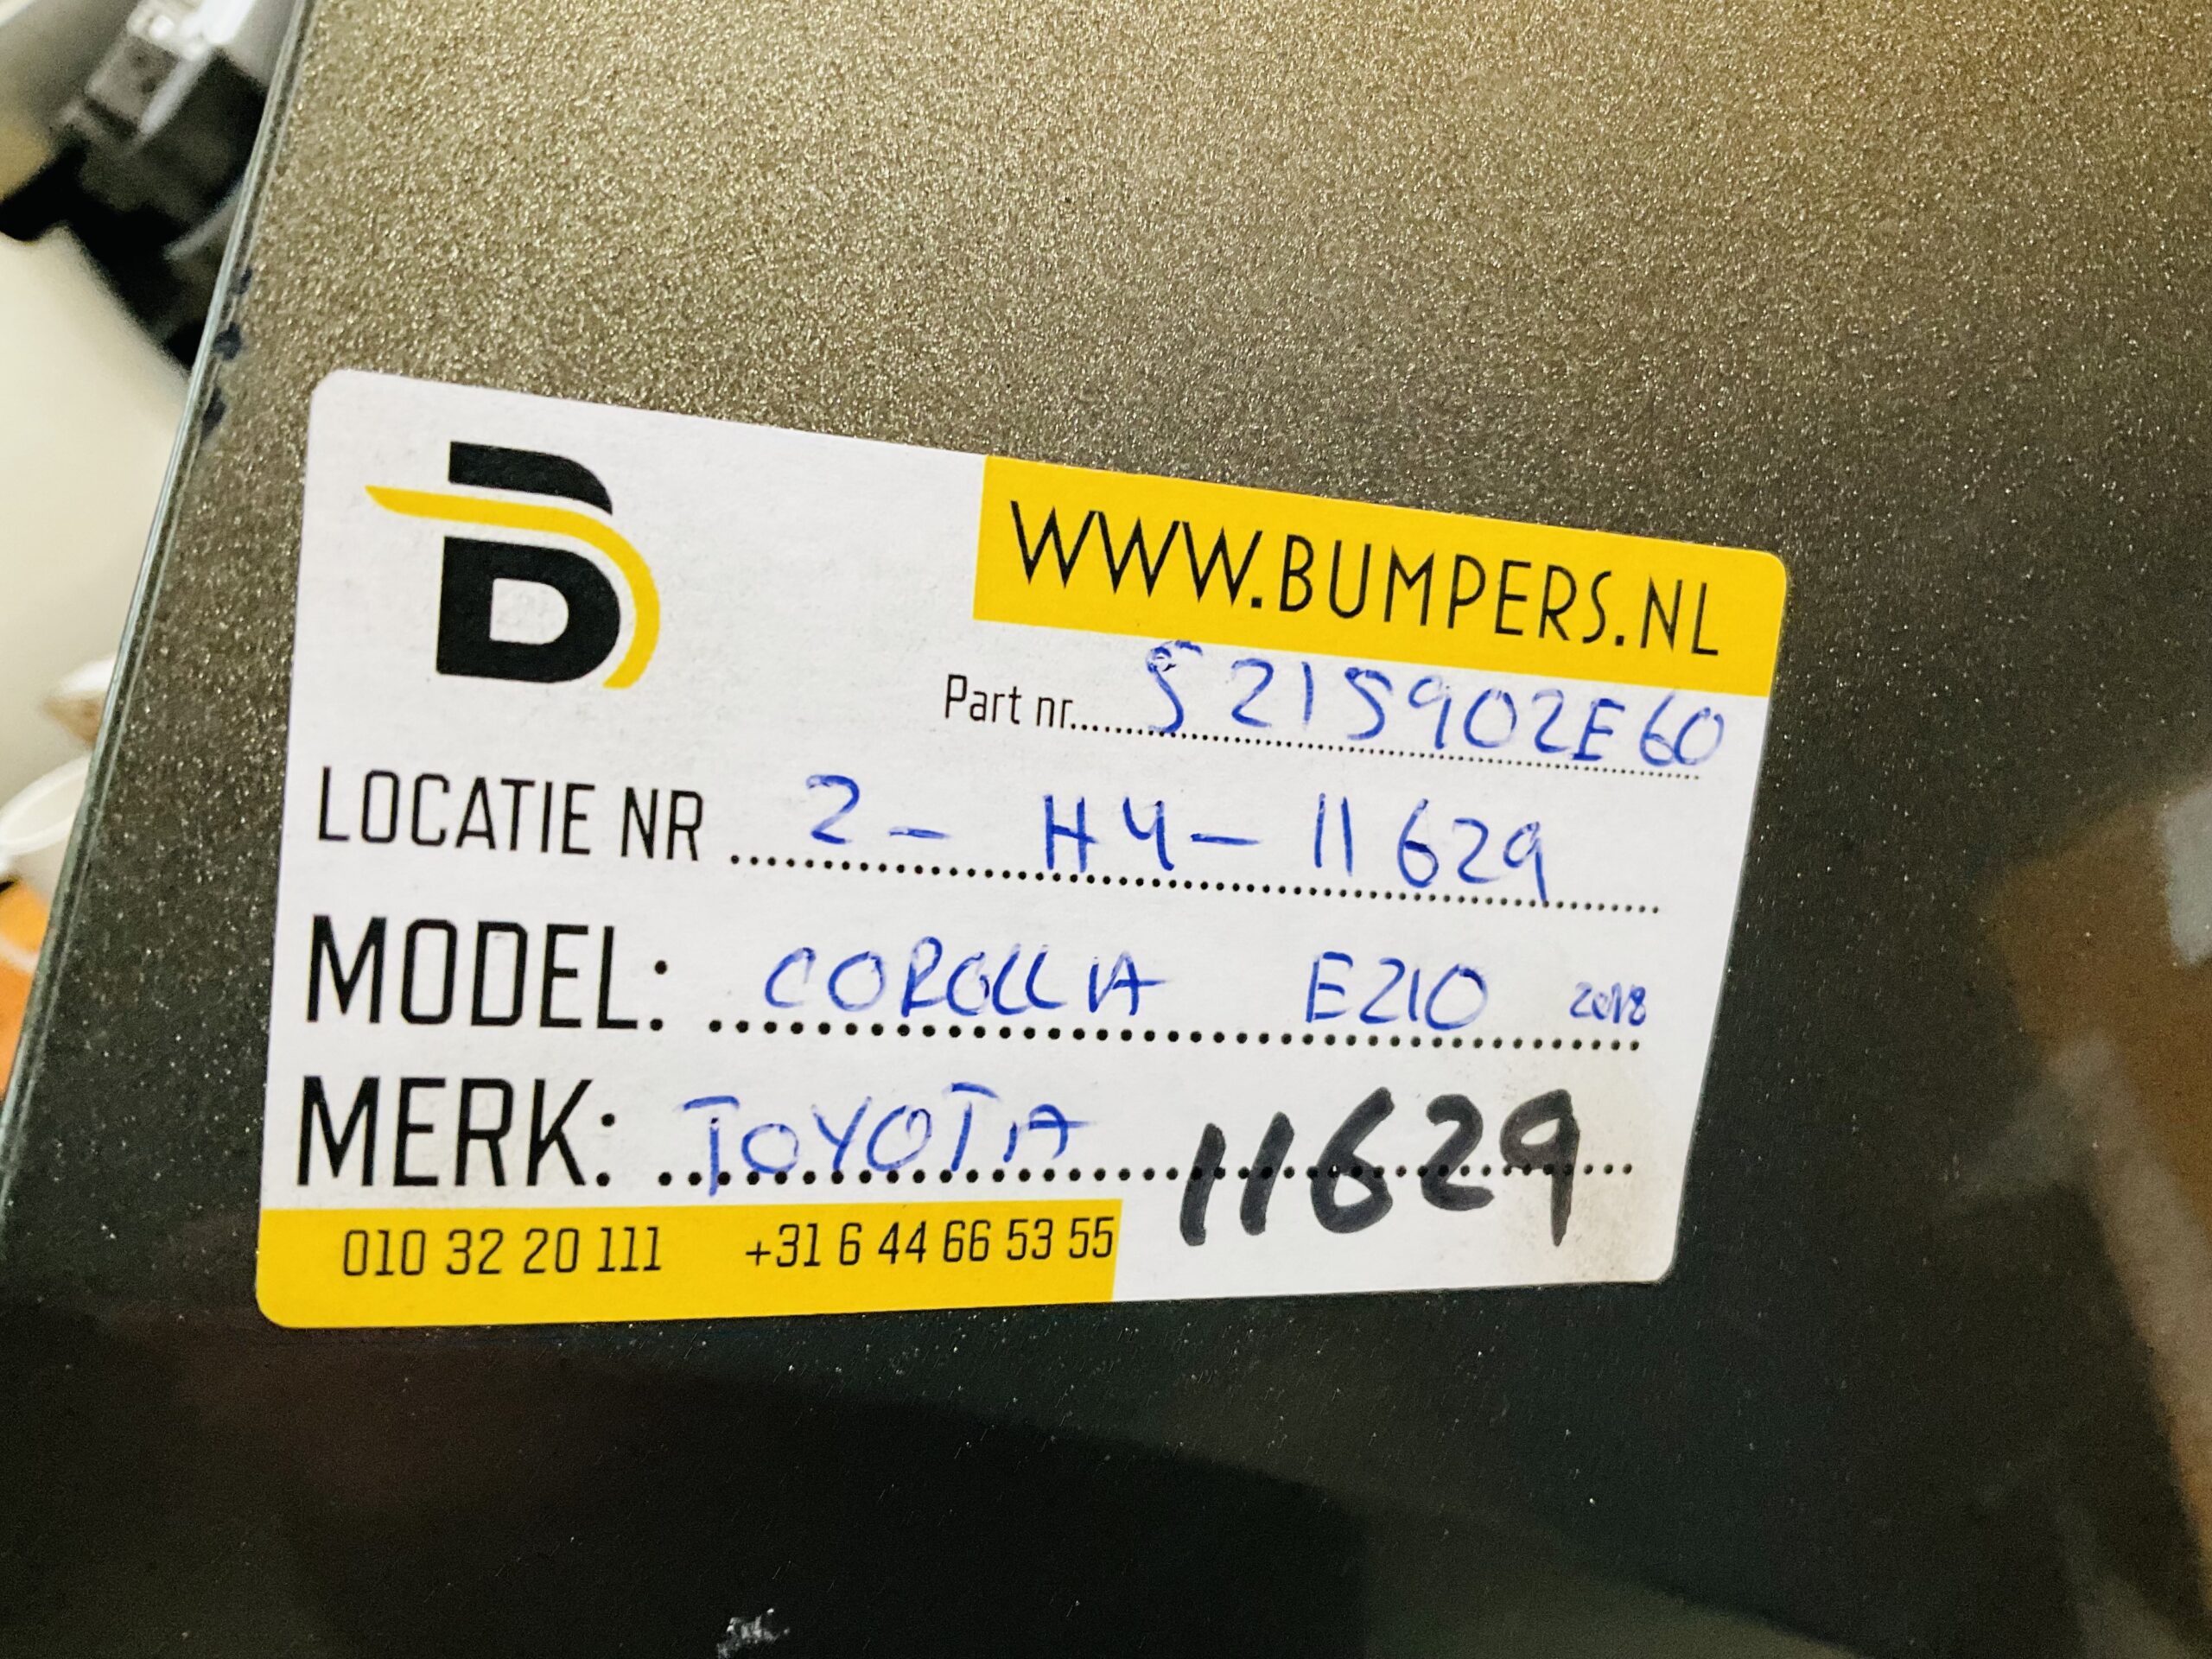 WWW.BUMPERS.NL
Part nr...... 5215902E60
LOCATIE NR 2 - H4 - 11629
MODEL: COROLLA E210 2018
MERK: TOYOTA 11629
010 32 20 111 +31 6 44 66 53 55